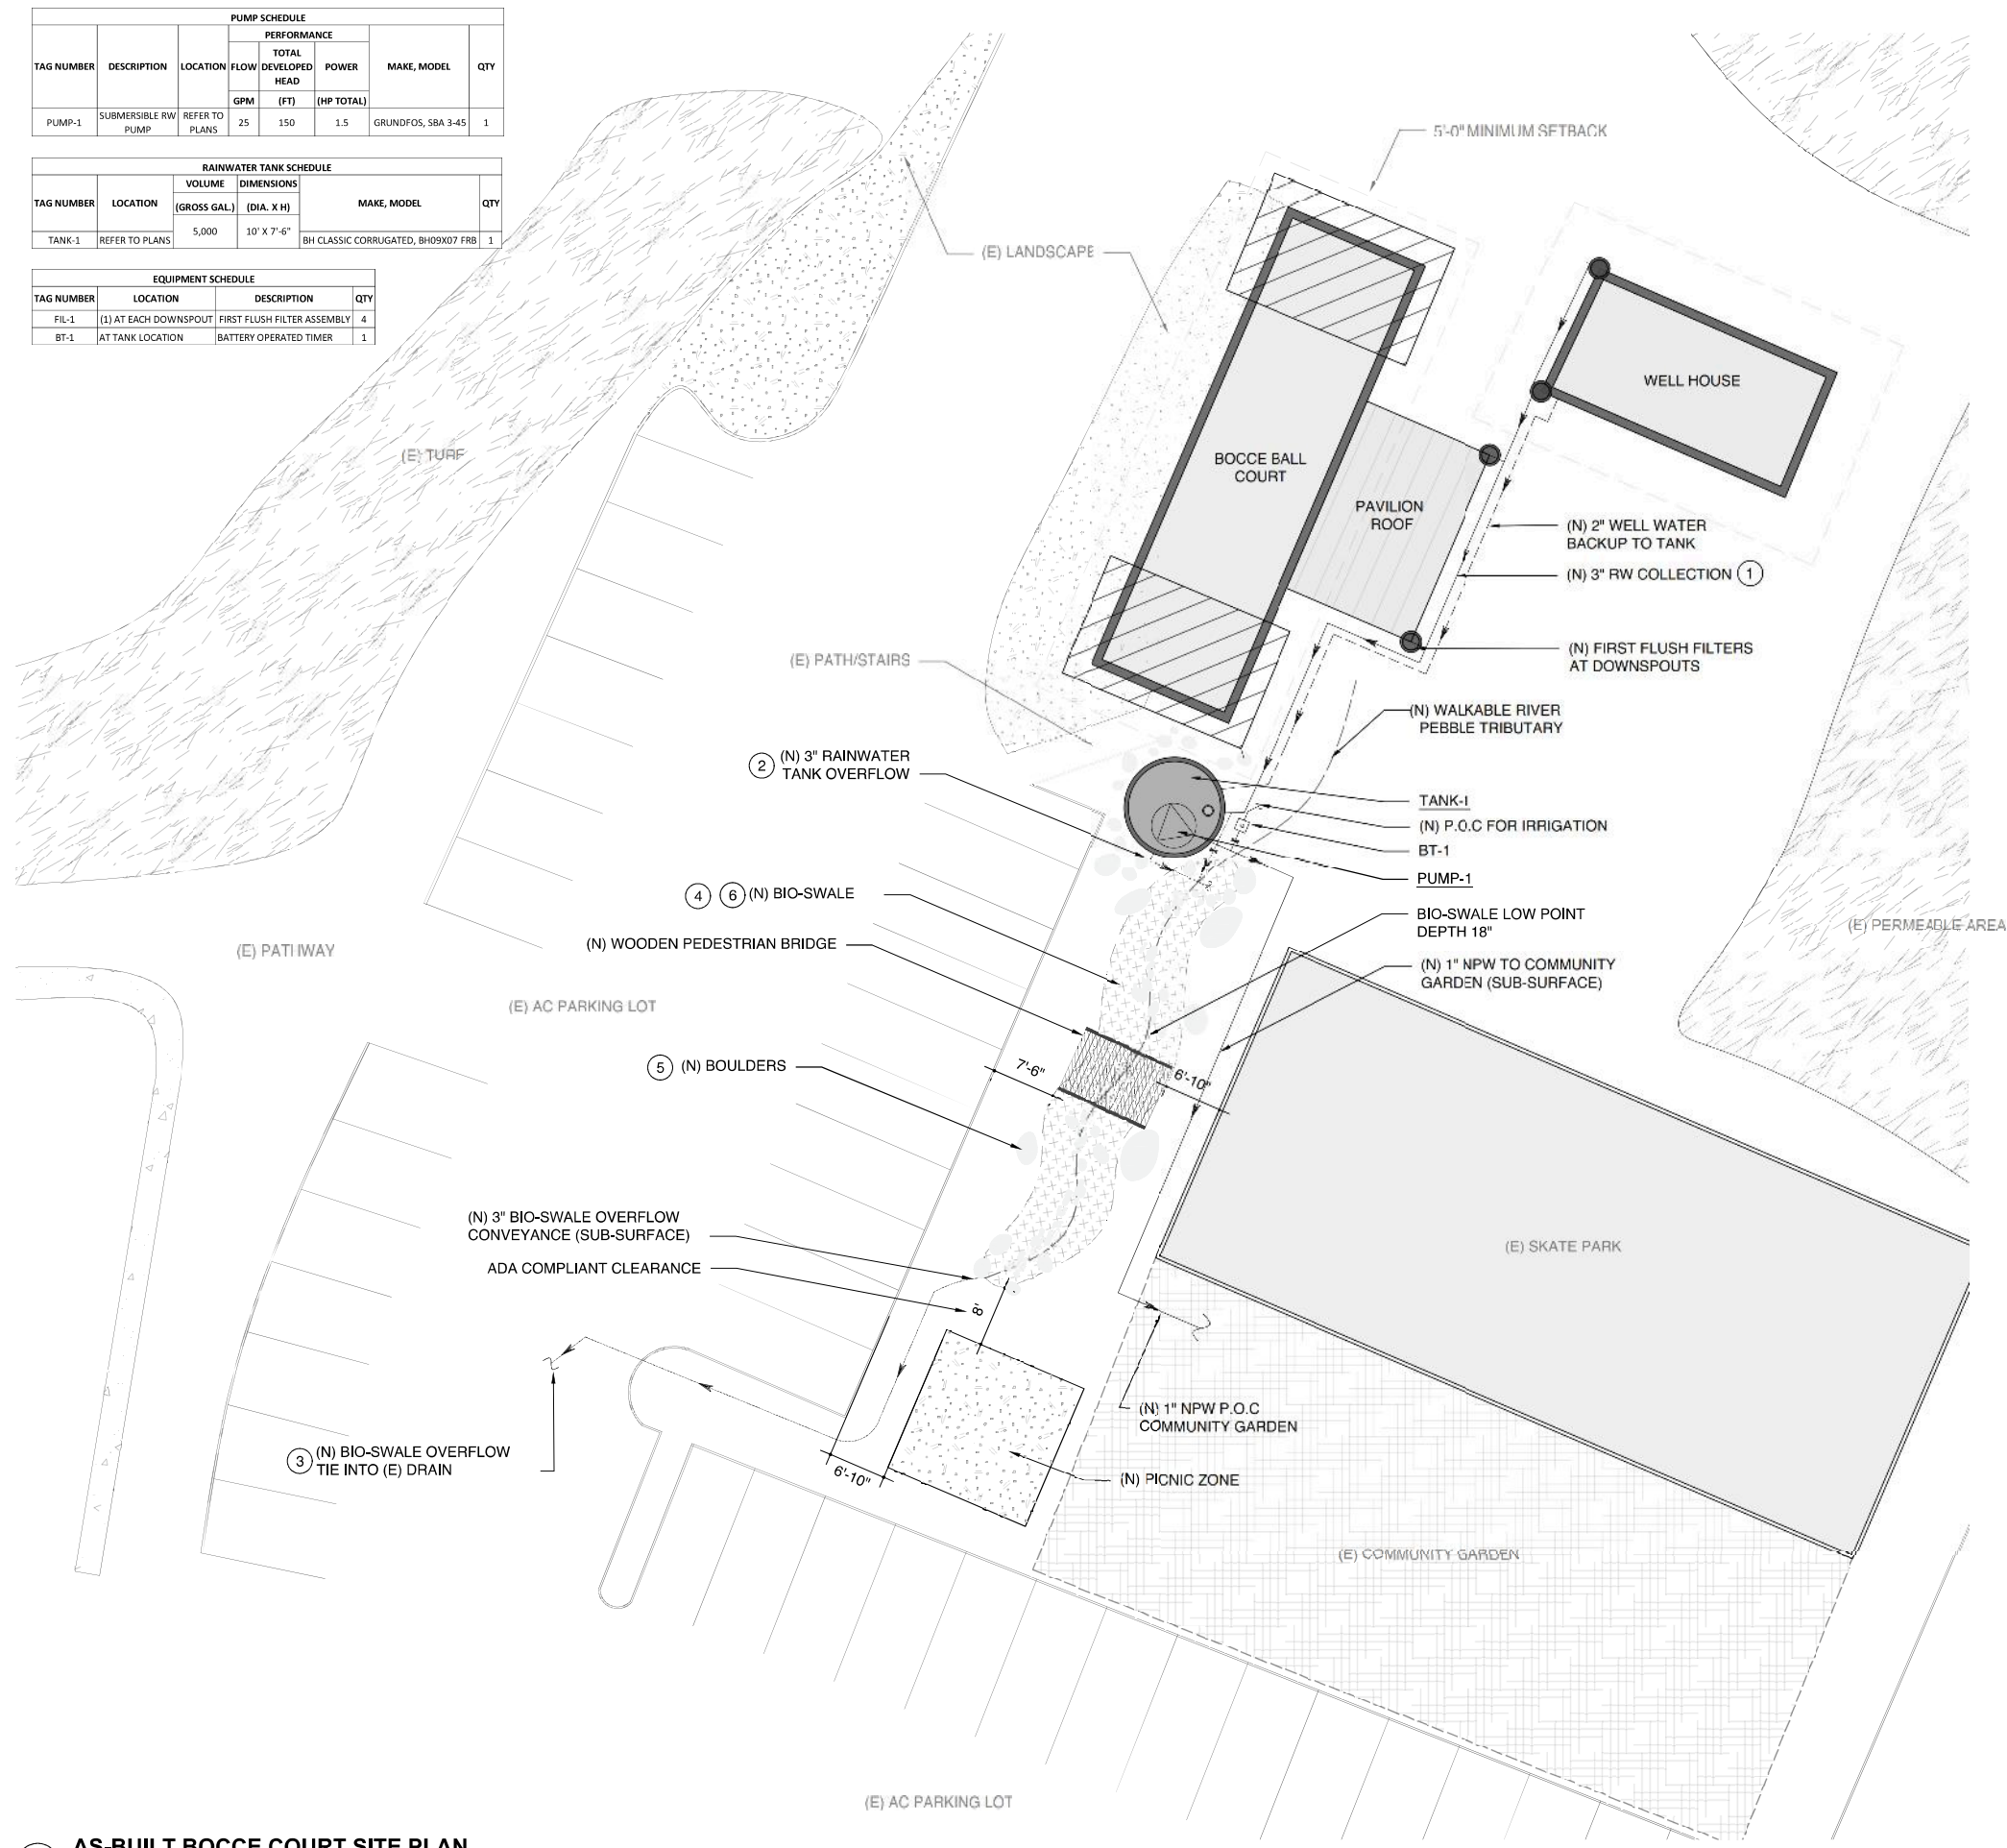 PUMP SCHEDULE
PERFORMANCE
TAG NUMBER DESCRIPTION LOCATION FLOW TOTAL DEVELOPED HEAD POWER MAKE, MODEL QTY
GPM (FT) (HP TOTAL)
PUMP-1 SUBMERSIBLE RW PUMP REFER TO PLANS 25 150 1.5 GRUNDFOS, SBA 3-45 1
RAINWATER TANK SCHEDULE
TAG NUMBER LOCATION VOLUME DIMENSIONS MAKE, MODEL QTY
(GROSS GAL.) (DIA. X H)
TANK-1 REFER TO PLANS 5,000 10' X 7'-6" BH CLASSIC CORRUGATED, BH09X07 FRB 1
EQUIPMENT SCHEDULE
TAG NUMBER LOCATION DESCRIPTION QTY
FIL-1 (1) AT EACH DOWNSPOUT FIRST FLUSH FILTER ASSEMBLY 4
BT-1 AT TANK LOCATION BATTERY OPERATED TIMER 1
5'-0" MINIMUM SETBACK
(E) LANDSCAPE
WELL HOUSE
(E) TURF
BOCCE BALL
COURT
PAVILION
ROOF
(N) 2" WELL WATER
BACKUP TO TANK
(N) 3" RW COLLECTION 1
(N) FIRST FLUSH FILTERS
AT DOWNSPOUTS
(E) PATH/STAIRS
(N) WALKABLE RIVER
PEBBLE TRIBUTARY
2 (N) 3" RAINWATER
TANK OVERFLOW
TANK-1
(N) P.O.C FOR IRRIGATION
BT-1
PUMP-1
4 6 (N) BIO-SWALE
BIO-SWALE LOW POINT
DEPTH 18"
(E) PERMEABLE AREA
(N) WOODEN PEDESTRIAN BRIDGE
(E) PATHWAY
(N) 1" NPW TO COMMUNITY
GARDEN (SUB-SURFACE)
(E) AC PARKING LOT
5 (N) BOULDERS
7'-6"
6'-10"
(N) 3" BIO-SWALE OVERFLOW
CONVEYANCE (SUB-SURFACE)
(E) SKATE PARK
ADA COMPLIANT CLEARANCE
8'
(N) 1" NPW P.O.C
COMMUNITY GARDEN
3 (N) BIO-SWALE OVERFLOW
TIE INTO (E) DRAIN
6'-10"
(N) PICNIC ZONE
(E) COMMUNITY GARDEN
(E) AC PARKING LOT
AS-BUILT BOCCE COURT SITE PLAN